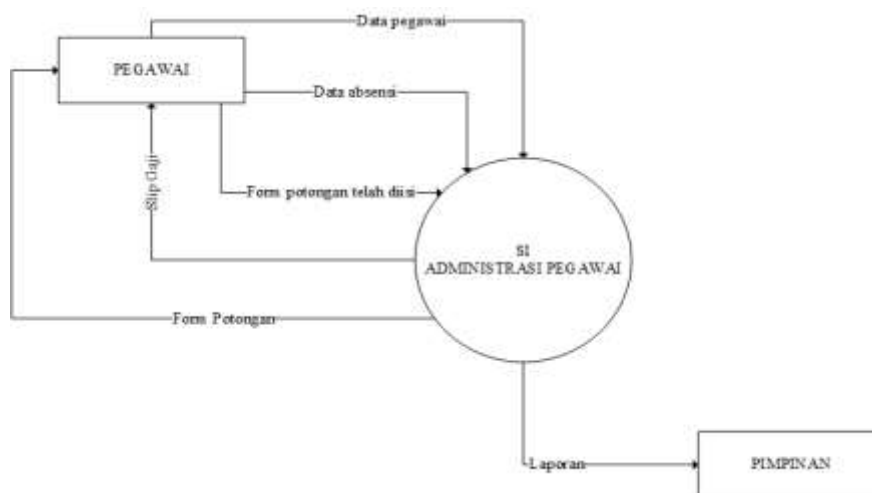 Data pegawai
PEGAWAI
Data absensi
Slip Gaji
Form potongan telah diisi
SI
ADMINISTRASI PEGAWAI
Form Potongan
Laporan
PIMPINAN